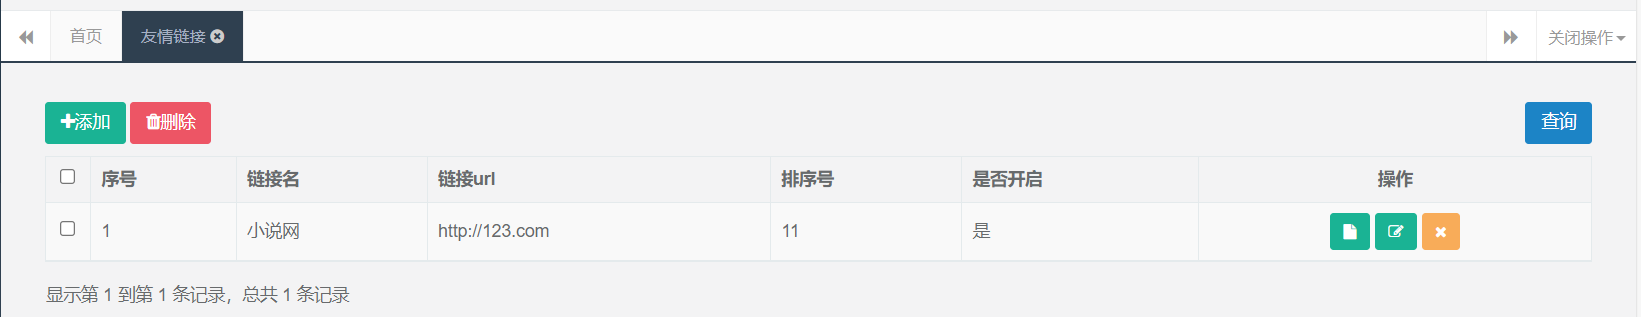 首页 友情链接 关闭操作
添加 删除 查询
序号 链接名 链接url 排序号 是否开启 操作
1 小说网 http://123.com 11 是
显示第 1 到第 1 条记录，总共 1 条记录